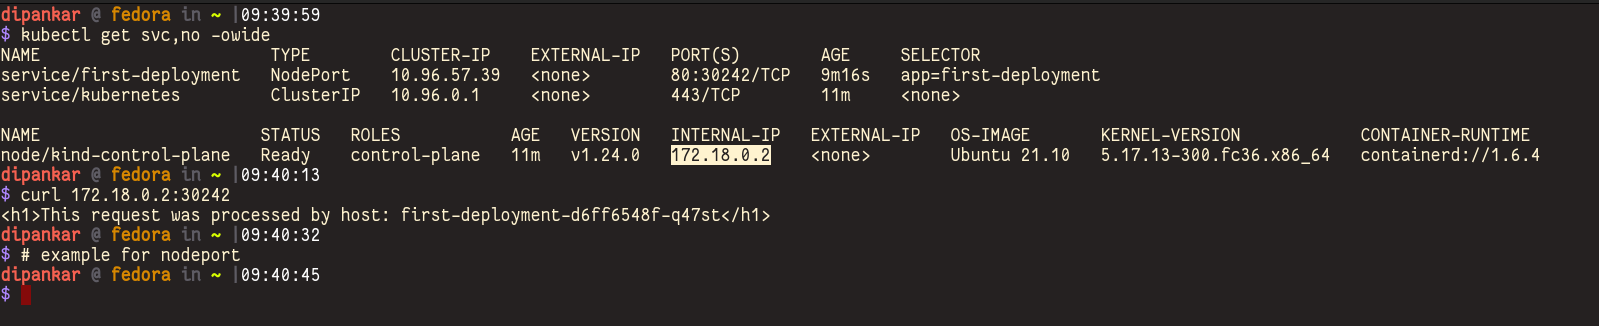 dipankar @ fedora in ~ |09:39:59
$ kubectl get svc,no -owide
NAME TYPE CLUSTER-IP EXTERNAL-IP PORT(S) AGE SELECTOR
service/first-deployment NodePort 10.96.57.39 <none> 80:30242/TCP 9m16s app=first-deployment
service/kubernetes ClusterIP 10.96.0.1 <none> 443/TCP 11m <none>
NAME STATUS ROLES AGE VERSION INTERNAL-IP EXTERNAL-IP OS-IMAGE KERNEL-VERSION CONTAINER-RUNTIME
node/kind-control-plane Ready control-plane 11m v1.24.0 172.18.0.2 <none> Ubuntu 21.10 5.17.13-300.fc36.x86_64 containerd://1.6.4
dipankar @ fedora in ~ |09:40:13
$ curl 172.18.0.2:30242
<h1>This request was processed by host: first-deployment-d6ff6548f-q47st</h1>
dipankar @ fedora in ~ |09:40:32
$ # example for nodeport
dipankar @ fedora in ~ |09:40:45
$